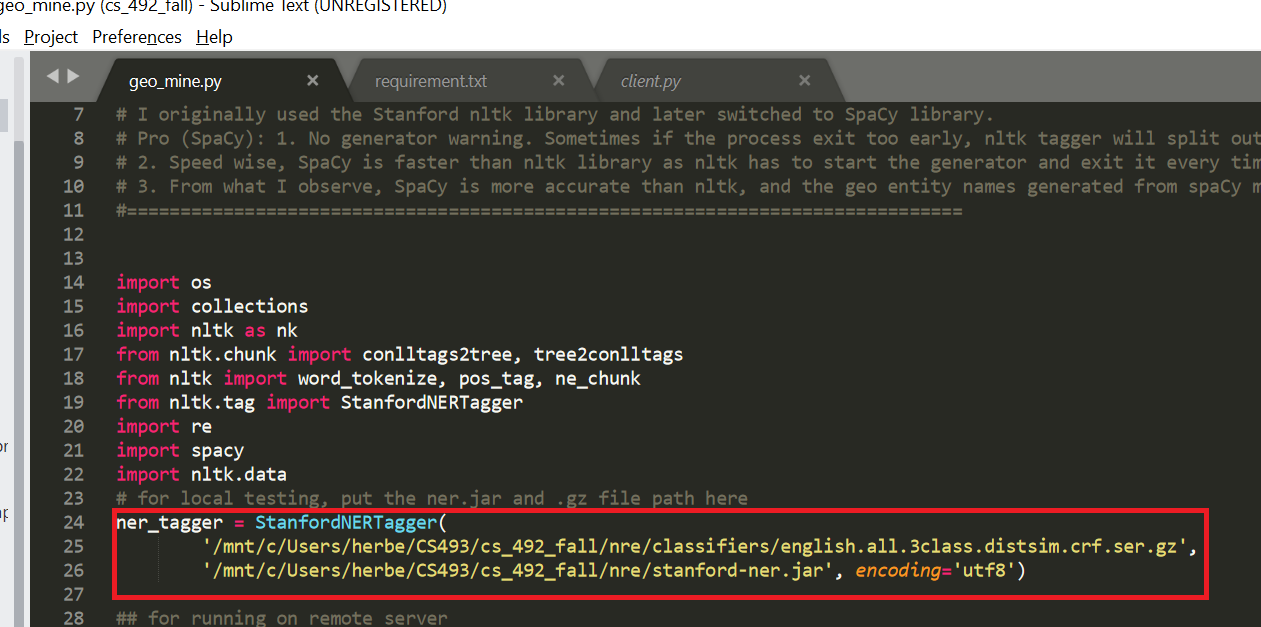 geo_mine.py (cs_492_fall) - Sublime Text (UNREGISTERED)
ls Project Preferences Help
geo_mine.py × requirement.txt × client.py ×
7 # I originally used the Stanford nltk library and later switched to SpaCy library.
8 # Pro (SpaCy): 1. No generator warning. Sometimes if the process exit too early, nltk tagger will split out
9 # 2. Speed wise, SpaCy is faster than nltk library as nltk has to start the generator and exit it every tim
10 # 3. From what I observe, SpaCy is more accurate than nltk, and the geo entity names generated from spaCy m
11 #==============================================================================
12
13
14 import os
15 import collections
16 import nltk as nk
17 from nltk.chunk import conlltags2tree, tree2conlltags
18 from nltk import word_tokenize, pos_tag, ne_chunk
19 from nltk.tag import StanfordNERTagger
20 import re
21 import spacy
22 import nltk.data
23 # for local testing, put the ner.jar and .gz file path here
24 ner_tagger = StanfordNERTagger(
25 '/mnt/c/Users/herbe/CS493/cs_492_fall/nre/classifiers/english.all.3class.distsim.crf.ser.gz',
26 '/mnt/c/Users/herbe/CS493/cs_492_fall/nre/stanford-ner.jar', encoding='utf8')
27
28 ## for running on remote server